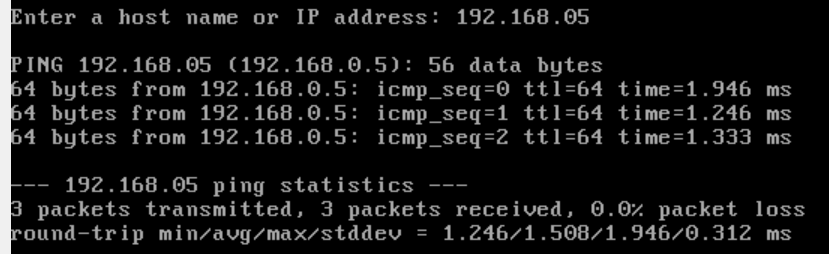 Enter a host name or IP address: 192.168.05
PING 192.168.05 (192.168.0.5): 56 data bytes
64 bytes from 192.168.0.5: icmp_seq=0 ttl=64 time=1.946 ms
64 bytes from 192.168.0.5: icmp_seq=1 ttl=64 time=1.246 ms
64 bytes from 192.168.0.5: icmp_seq=2 ttl=64 time=1.333 ms
--- 192.168.05 ping statistics ---
3 packets transmitted, 3 packets received, 0.0% packet loss
round-trip min/avg/max/stddev = 1.246/1.508/1.946/0.312 ms